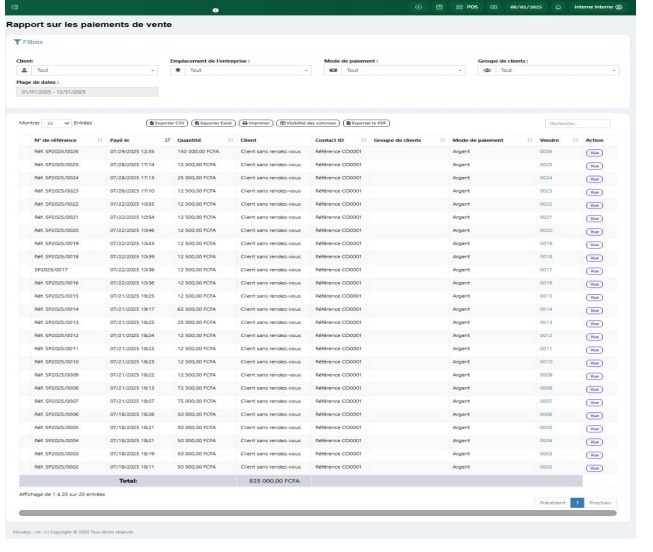 POS 08/01/2025 Interne Interne
Rapport sur les paiements de vente
Filtres
Client: Emplacement de l'entreprise : Mode de paiement : Groupe de clients :
Tout Tout Tout Tout
Plage de dates :
01/01/2025 - 12/31/2025
Montrer 25 Entrées Exporter CSV Exporter Excel Imprimer Visibilité des colonnes Exporter le PDF Rechercher...
N° de référence Payé le Quantité Client Contact ID Groupe de clients Mode de paiement Vendre Action
Réf. SP2025/0026 07/29/2025 12:35 150 000,00 FCFA Client sans rendez-vous Référence CO0001 Argent 0026 Vue
Réf. SP2025/0025 07/28/2025 17:14 12 500,00 FCFA Client sans rendez-vous Référence CO0001 Argent 0025 Vue
Réf. SP2025/0024 07/28/2025 17:13 25 000,00 FCFA Client sans rendez-vous Référence CO0001 Argent 0024 Vue
Réf. SP2025/0023 07/28/2025 17:10 12 500,00 FCFA Client sans rendez-vous Référence CO0001 Argent 0023 Vue
Réf. SP2025/0022 07/22/2025 10:55 12 500,00 FCFA Client sans rendez-vous Référence CO0001 Argent 0022 Vue
Réf. SP2025/0021 07/22/2025 10:54 12 500,00 FCFA Client sans rendez-vous Référence CO0001 Argent 0021 Vue
Réf. SP2025/0020 07/22/2025 10:46 12 500,00 FCFA Client sans rendez-vous Référence CO0001 Argent 0020 Vue
Réf. SP2025/0019 07/22/2025 10:43 12 500,00 FCFA Client sans rendez-vous Référence CO0001 Argent 0019 Vue
Réf. SP2025/0018 07/22/2025 10:39 12 500,00 FCFA Client sans rendez-vous Référence CO0001 Argent 0018 Vue
SP2025/0017 07/22/2025 10:38 12 500,00 FCFA Client sans rendez-vous Référence CO0001 Argent 0017 Vue
Réf. SP2025/0016 07/22/2025 10:36 12 500,00 FCFA Client sans rendez-vous Référence CO0001 Argent 0016 Vue
Réf. SP2025/0015 07/21/2025 19:25 12 500,00 FCFA Client sans rendez-vous Référence CO0001 Argent 0015 Vue
Réf. SP2025/0014 07/21/2025 19:17 62 500,00 FCFA Client sans rendez-vous Référence CO0001 Argent 0014 Vue
Réf. SP2025/0013 07/21/2025 18:25 25 000,00 FCFA Client sans rendez-vous Référence CO0001 Argent 0013 Vue
Réf. SP2025/0012 07/21/2025 18:24 12 500,00 FCFA Client sans rendez-vous Référence CO0001 Argent 0012 Vue
Réf. SP2025/0011 07/21/2025 18:23 12 500,00 FCFA Client sans rendez-vous Référence CO0001 Argent 0011 Vue
Réf. SP2025/0010 07/21/2025 18:23 12 500,00 FCFA Client sans rendez-vous Référence CO0001 Argent 0010 Vue
Réf. SP2025/0009 07/21/2025 18:22 12 500,00 FCFA Client sans rendez-vous Référence CO0001 Argent 0009 Vue
Réf. SP2025/0008 07/21/2025 18:13 72 500,00 FCFA Client sans rendez-vous Référence CO0001 Argent 0008 Vue
Réf. SP2025/0007 07/21/2025 18:07 75 000,00 FCFA Client sans rendez-vous Référence CO0001 Argent 0007 Vue
Réf. SP2025/0006 07/18/2025 18:26 50 000,00 FCFA Client sans rendez-vous Référence CO0001 Argent 0006 Vue
Réf. SP2025/0005 07/18/2025 18:21 50 000,00 FCFA Client sans rendez-vous Référence CO0001 Argent 0005 Vue
Réf. SP2025/0004 07/18/2025 18:21 50 000,00 FCFA Client sans rendez-vous Référence CO0001 Argent 0004 Vue
Réf. SP2025/0003 07/18/2025 18:19 50 000,00 FCFA Client sans rendez-vous Référence CO0001 Argent 0003 Vue
Réf. SP2025/0002 07/18/2025 18:11 50 000,00 FCFA Client sans rendez-vous Référence CO0001 Argent 0002 Vue
Total: 835 000,00 FCFA
Affichage de 1 à 25 sur 25 entrées
Précédent 1 Prochain
Copyright © 2025 Tous droits réservés.